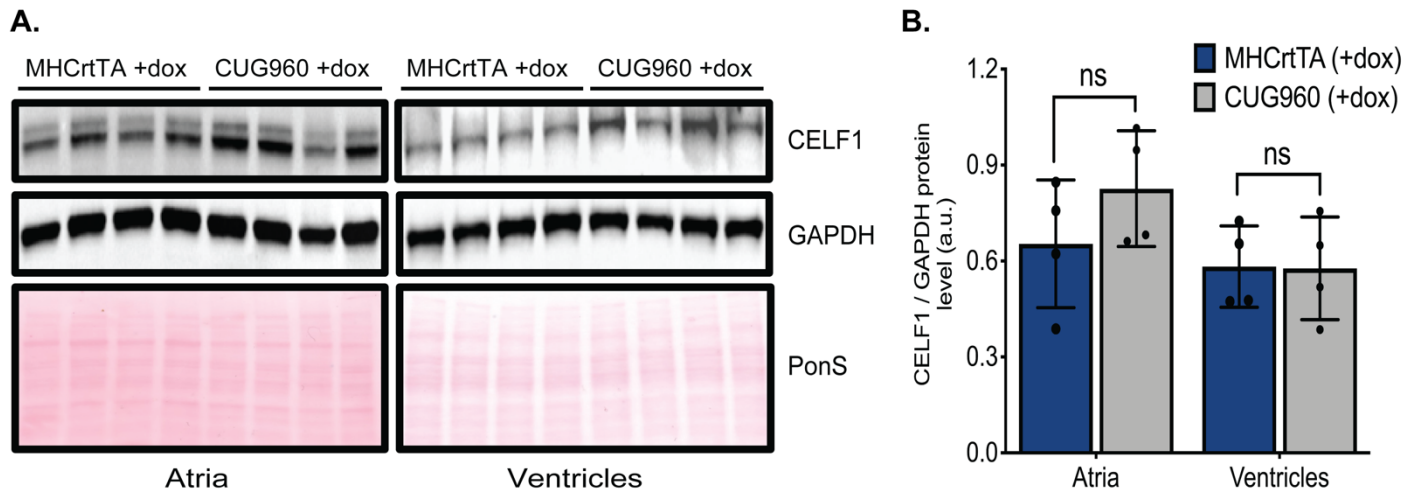 A.
MHCrtTA +dox CUG960 +dox MHCrtTA +dox CUG960 +dox
CELF1
GAPDH
PonS
Atria Ventricles
B.
MHCrtTA (+dox)
CUG960 (+dox)
CELF1 / GAPDH protein
level (a.u.)
1.2
0.9
0.6
0.3
0.0
ns
ns
Atria Ventricles